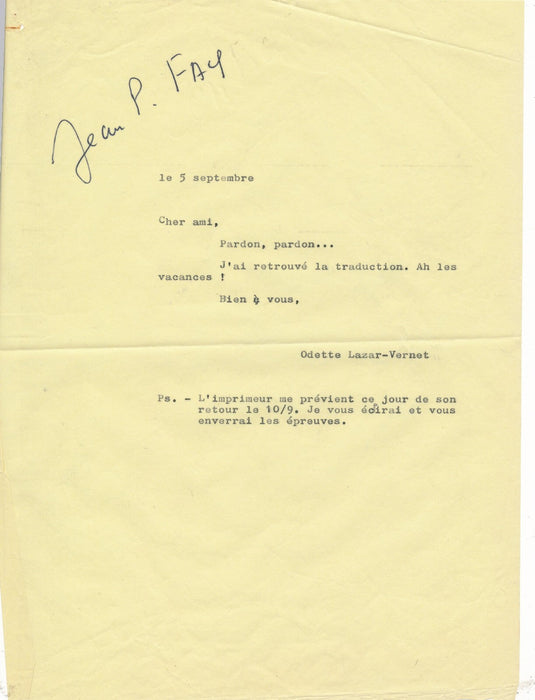 Jean P. FAY
le 5 septembre
Cher ami,
Pardon, pardon...
J'ai retrouvé la traduction. Ah les
vacances !
Bien à vous,
Odette Lazar-Vernet
Ps. - L'imprimeur me prévient ce jour de son
retour le 10/9. Je vous écrirai et vous
enverrai les épreuves.